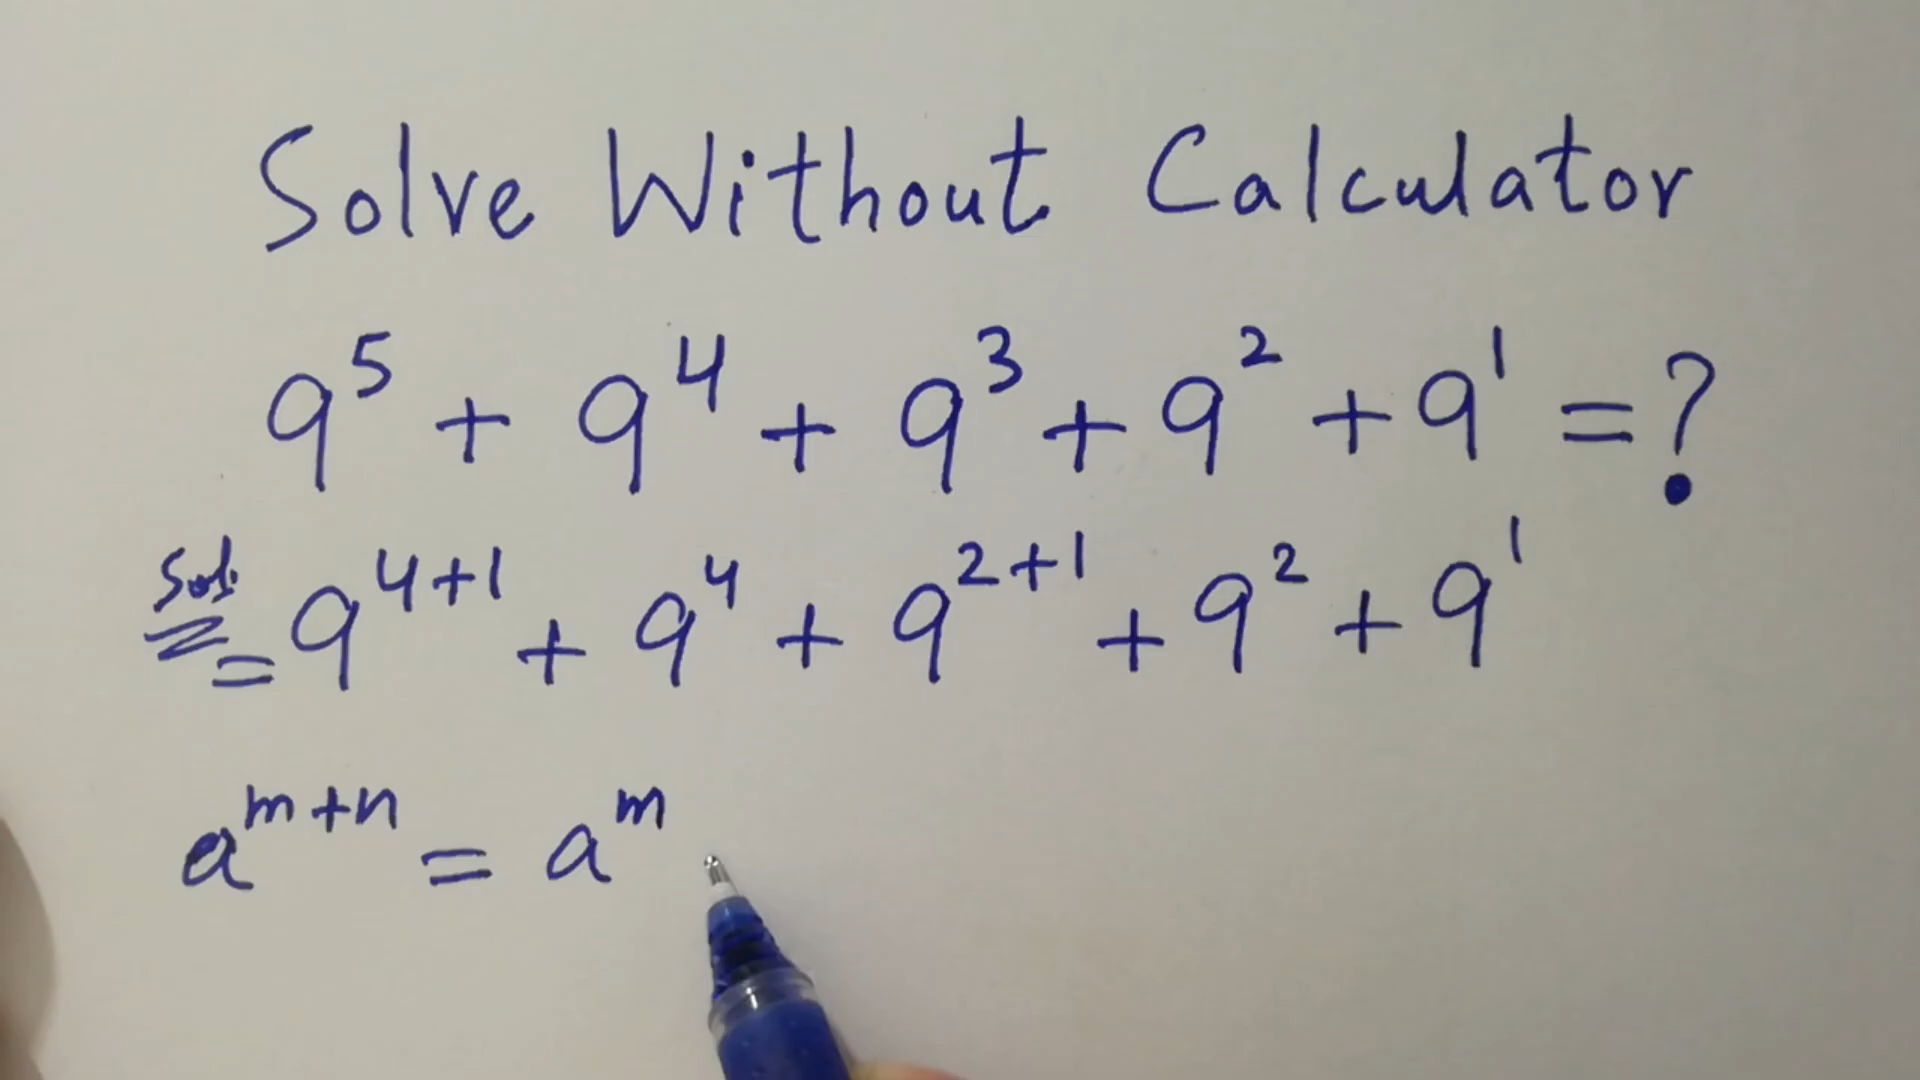 Solve Without Calculator
9⁵ + 9⁴ + 9³ + 9² + 9¹ = ?
Sol: = 9⁴⁺¹ + 9⁴ + 9²⁺¹ + 9² + 9¹
aᵐ⁺ⁿ = aᵐ